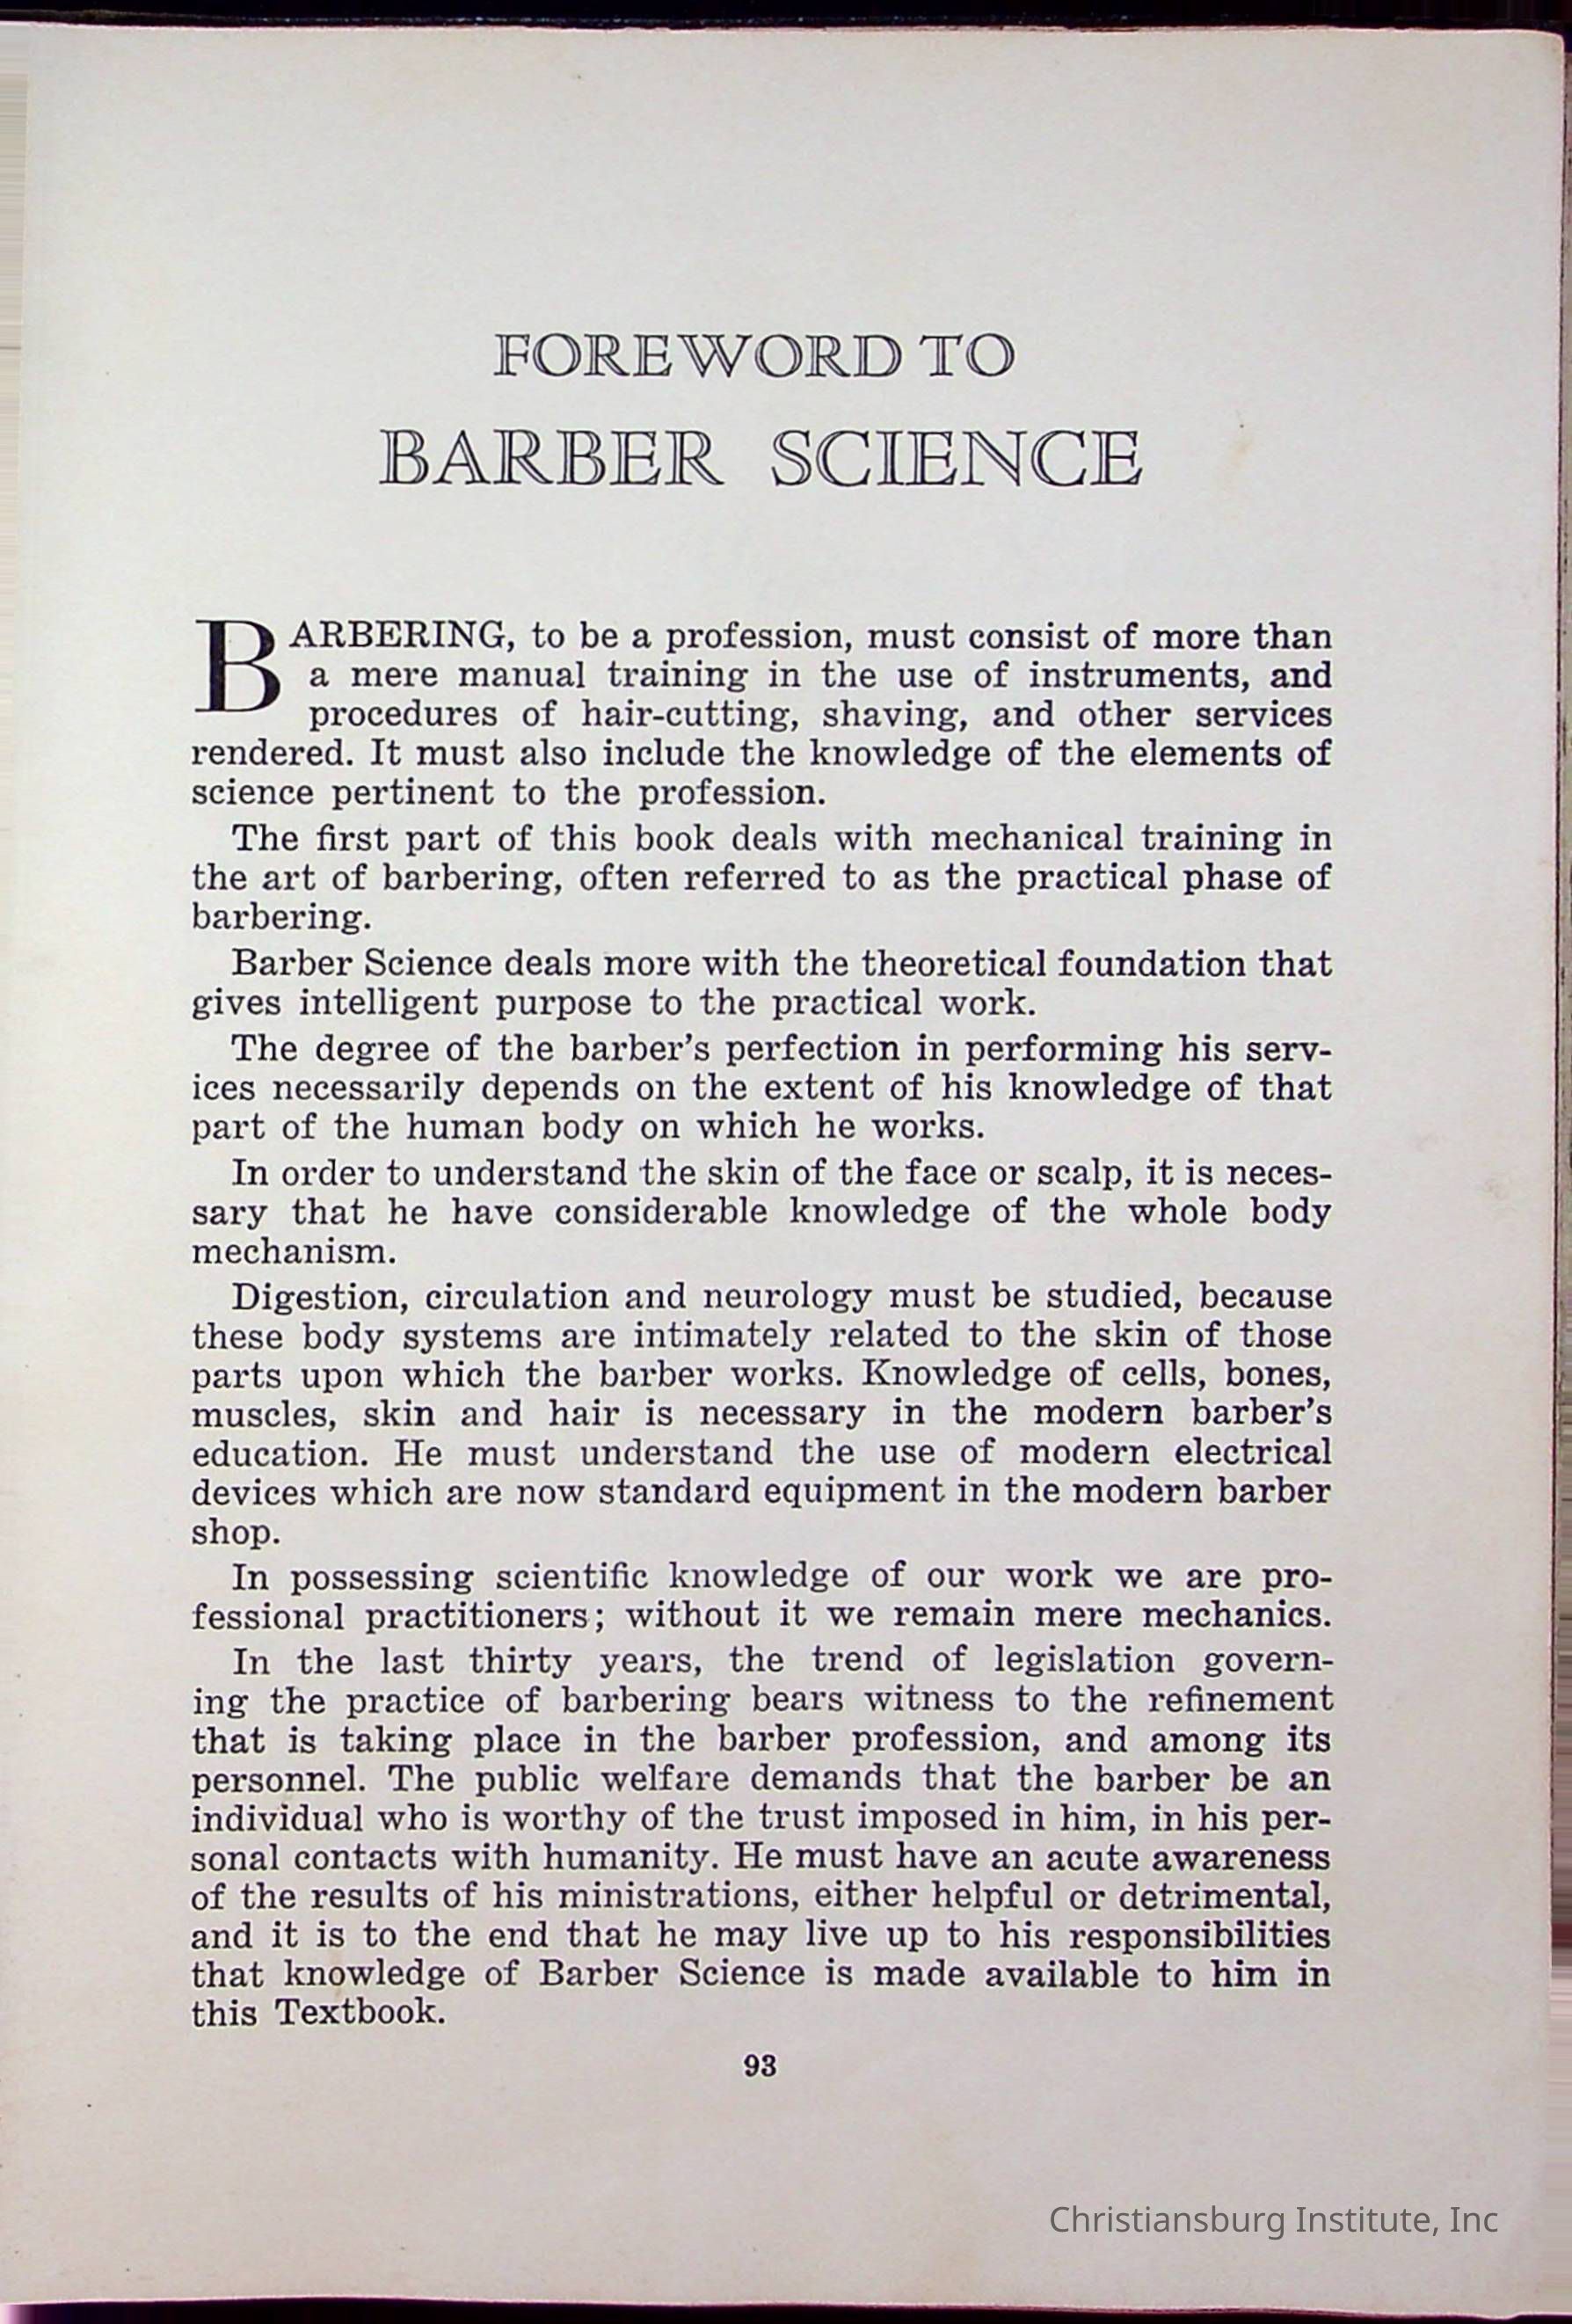 FOREWORD TO
BARBER SCIENCE
BARBERING, to be a profession, must consist of more than
a mere manual training in the use of instruments, and
procedures of hair-cutting, shaving, and other services
rendered. It must also include the knowledge of the elements of
science pertinent to the profession.
The first part of this book deals with mechanical training in
the art of barbering, often referred to as the practical phase of
barbering.
Barber Science deals more with the theoretical foundation that
gives intelligent purpose to the practical work.
The degree of the barber's perfection in performing his serv-
ices necessarily depends on the extent of his knowledge of that
part of the human body on which he works.
In order to understand the skin of the face or scalp, it is neces-
sary that he have considerable knowledge of the whole body
mechanism.
Digestion, circulation and neurology must be studied, because
these body systems are intimately related to the skin of those
parts upon which the barber works. Knowledge of cells, bones,
muscles, skin and hair is necessary in the modern barber's
education. He must understand the use of modern electrical
devices which are now standard equipment in the modern barber
shop.
In possessing scientific knowledge of our work we are pro-
fessional practitioners; without it we remain mere mechanics.
In the last thirty years, the trend of legislation govern-
ing the practice of barbering bears witness to the refinement
that is taking place in the barber profession, and among its
personnel. The public welfare demands that the barber be an
individual who is worthy of the trust imposed in him, in his per-
sonal contacts with humanity. He must have an acute awareness
of the results of his ministrations, either helpful or detrimental,
and it is to the end that he may live up to his responsibilities
that knowledge of Barber Science is made available to him in
this Textbook.
93
Christiansburg Institute, Inc